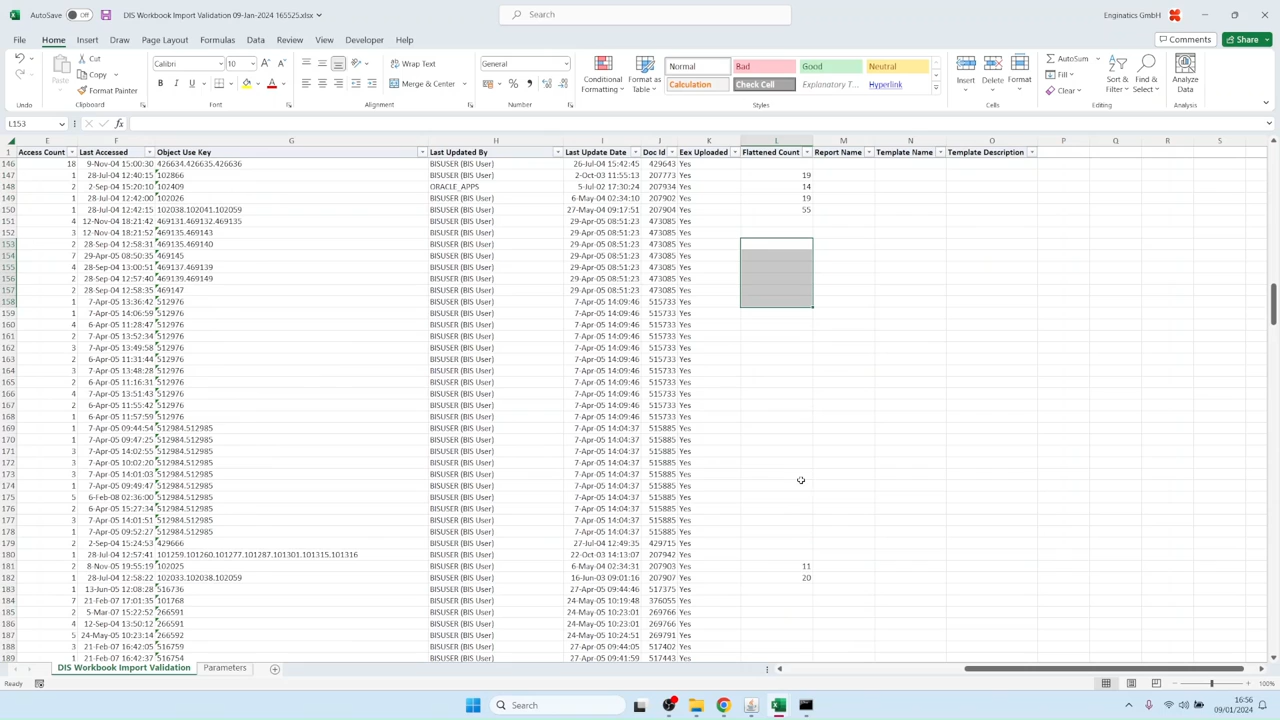 AutoSave Off DIS Workbook Import Validation 09-Jan-2024 165525.xlsx Search Enginatics GmbH
File Home Insert Draw Page Layout Formulas Data Review View Developer Help Comments Share
Cut Calibri 10 Wrap Text General Normal Bad Good Neutral AutoSum
Paste Copy Conditional Format as Insert Delete Format Fill Sort & Find & Analyze
Format Painter Merge & Center Formatting Table Calculation Check Cell Explanatory T... Hyperlink Clear Filter Select Data
Undo Clipboard Font Alignment Number Styles Cells Editing Analysis
L153 fx
E F G H I J K L M N O P Q R S
1 Access Count Last Accessed Object Use Key Last Updated By Last Update Date Doc Id Eex Uploaded Flattened Count Report Name Template Name Template Description
146 18 9-Nov-04 15:00:30 426634.426635.426636 BISUSER (BIS User) 26-Jul-04 15:42:45 429643 Yes
147 1 28-Jul-04 12:40:15 102866 BISUSER (BIS User) 2-Oct-03 11:55:13 207773 Yes 19
148 2 2-Sep-04 15:20:10 102409 ORACLE_APPS 5-Jul-02 17:30:24 207934 Yes 14
149 1 28-Jul-04 12:42:00 102026 BISUSER (BIS User) 6-May-04 02:34:10 207902 Yes 19
150 1 28-Jul-04 12:42:15 102038.102041.102059 BISUSER (BIS User) 27-May-04 09:17:51 207904 Yes 55
151 4 12-Nov-04 18:21:42 469131.469132.469135 BISUSER (BIS User) 29-Apr-05 08:51:23 473085 Yes
152 3 12-Nov-04 18:21:52 469135.469143 BISUSER (BIS User) 29-Apr-05 08:51:23 473085 Yes
153 2 28-Sep-04 12:58:31 469135.469140 BISUSER (BIS User) 29-Apr-05 08:51:23 473085 Yes
154 7 29-Apr-05 08:50:35 469145 BISUSER (BIS User) 29-Apr-05 08:51:23 473085 Yes
155 4 28-Sep-04 13:00:51 469137.469139 BISUSER (BIS User) 29-Apr-05 08:51:23 473085 Yes
156 2 28-Sep-04 12:57:40 469139.469149 BISUSER (BIS User) 29-Apr-05 08:51:23 473085 Yes
157 2 28-Sep-04 12:58:35 469147 BISUSER (BIS User) 29-Apr-05 08:51:23 473085 Yes
158 1 7-Apr-05 13:36:42 512976 BISUSER (BIS User) 7-Apr-05 14:09:46 515733 Yes
159 1 7-Apr-05 14:06:59 512976 BISUSER (BIS User) 7-Apr-05 14:09:46 515733 Yes
160 4 6-Apr-05 11:28:47 512976 BISUSER (BIS User) 7-Apr-05 14:09:46 515733 Yes
161 2 7-Apr-05 13:52:34 512976 BISUSER (BIS User) 7-Apr-05 14:09:46 515733 Yes
162 3 7-Apr-05 13:49:58 512976 BISUSER (BIS User) 7-Apr-05 14:09:46 515733 Yes
163 2 6-Apr-05 11:31:44 512976 BISUSER (BIS User) 7-Apr-05 14:09:46 515733 Yes
164 3 7-Apr-05 13:48:28 512976 BISUSER (BIS User) 7-Apr-05 14:09:46 515733 Yes
165 2 6-Apr-05 11:16:31 512976 BISUSER (BIS User) 7-Apr-05 14:09:46 515733 Yes
166 4 7-Apr-05 13:51:43 512976 BISUSER (BIS User) 7-Apr-05 14:09:46 515733 Yes
167 2 6-Apr-05 11:55:42 512976 BISUSER (BIS User) 7-Apr-05 14:09:46 515733 Yes
168 1 6-Apr-05 11:57:59 512976 BISUSER (BIS User) 7-Apr-05 14:09:46 515733 Yes
169 1 7-Apr-05 09:44:54 512984.512985 BISUSER (BIS User) 7-Apr-05 14:04:37 515885 Yes
170 1 7-Apr-05 09:47:25 512984.512985 BISUSER (BIS User) 7-Apr-05 14:04:37 515885 Yes
171 3 7-Apr-05 14:02:55 512984.512985 BISUSER (BIS User) 7-Apr-05 14:04:37 515885 Yes
172 3 7-Apr-05 10:02:20 512984.512985 BISUSER (BIS User) 7-Apr-05 14:04:37 515885 Yes
173 3 7-Apr-05 14:01:03 512984.512985 BISUSER (BIS User) 7-Apr-05 14:04:37 515885 Yes
174 1 7-Apr-05 09:49:47 512984.512985 BISUSER (BIS User) 7-Apr-05 14:04:37 515885 Yes
175 5 6-Feb-08 02:36:00 512984.512985 BISUSER (BIS User) 7-Apr-05 14:04:37 515885 Yes
176 2 6-Apr-05 15:27:34 512984.512985 BISUSER (BIS User) 7-Apr-05 14:04:37 515885 Yes
177 3 7-Apr-05 14:01:51 512984.512985 BISUSER (BIS User) 7-Apr-05 14:04:37 515885 Yes
178 1 7-Apr-05 09:52:27 512984.512985 BISUSER (BIS User) 7-Apr-05 14:04:37 515885 Yes
179 2 2-Sep-04 15:24:53 429666 BISUSER (BIS User) 27-Jul-04 12:49:35 429715 Yes
180 1 28-Jul-04 12:57:41 101259.101260.101277.101287.101301.101315.101316 BISUSER (BIS User) 22-Oct-03 14:13:07 207942 Yes
181 2 8-Nov-05 19:55:19 102025 BISUSER (BIS User) 6-May-04 02:34:31 207903 Yes 11
182 1 28-Jul-04 12:58:22 102033.102038.102059 BISUSER (BIS User) 16-Jun-03 09:01:16 207907 Yes 20
183 1 13-Jun-05 12:08:28 516736 BISUSER (BIS User) 27-Apr-05 09:44:46 517375 Yes
184 7 21-Feb-07 17:01:35 101768 BISUSER (BIS User) 24-May-05 10:19:48 376055 Yes
185 2 5-Mar-07 15:22:52 266591 BISUSER (BIS User) 24-May-05 10:23:01 269766 Yes
186 4 12-Sep-04 13:50:12 266591 BISUSER (BIS User) 24-May-05 10:23:01 269766 Yes
187 5 24-May-05 10:23:14 266592 BISUSER (BIS User) 24-May-05 10:24:51 269791 Yes
188 3 21-Feb-07 16:42:05 516759 BISUSER (BIS User) 27-Apr-05 09:44:59 517402 Yes
189 1 21-Feb-07 16:42:37 516754 BISUSER (BIS User) 27-Apr-05 09:41:59 517443 Yes
DIS Workbook Import Validation Parameters
Ready 100%
Search 16:56
09/01/2024